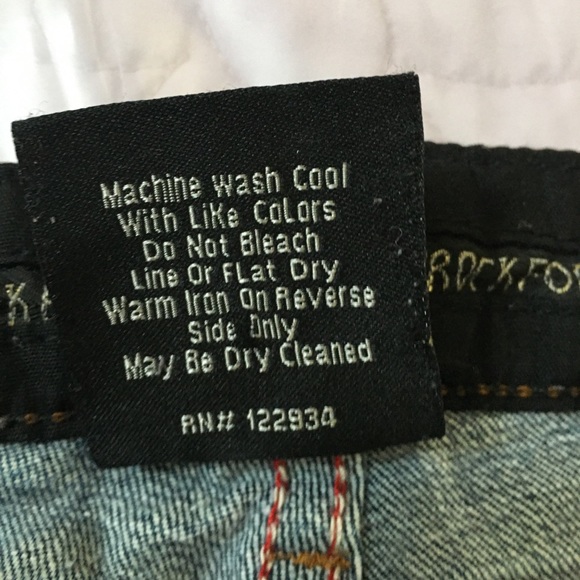 Machine Wash Cool
With Like Colors
Do Not Bleach
Line Or Flat Dry
Warm Iron On Reverse
Side Only
May Be Dry Cleaned
RN# 122934